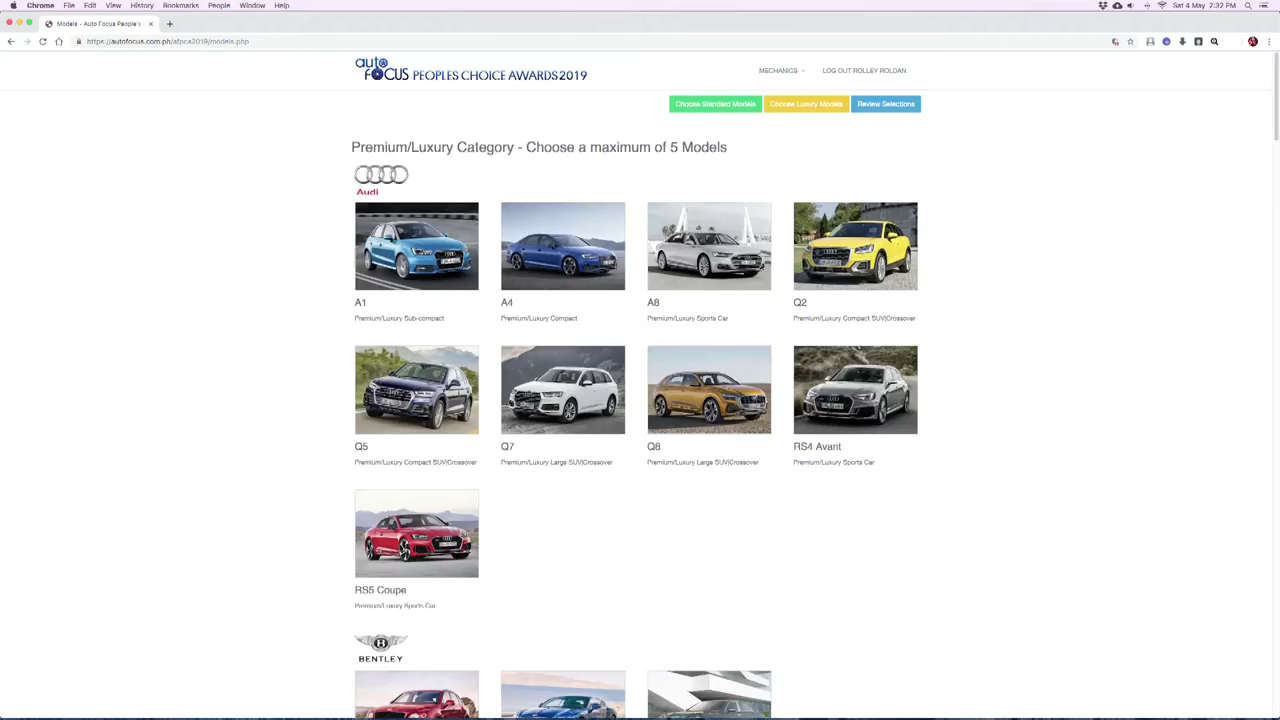 Chrome File Edit View History Bookmarks People Window Help
Sat 4 May 2:32 PM
Models - Auto Focus People's
https://autofocus.com.ph/afpca2019/models.php
auto FOCUS PEOPLES CHOICE AWARDS 2019
MECHANICS
LOG OUT ROLLEY ROLDAN
Choose Standard Models
Choose Luxury Models
Review Selections
Premium/Luxury Category - Choose a maximum of 5 Models
Audi
A1 A4 A8 Q2
Premium/Luxury Sub-compact Premium/Luxury Compact Premium/Luxury Sports Car Premium/Luxury Compact SUV|Crossover
Q5 Q7 Q8 RS4 Avant
Premium/Luxury Compact SUV|Crossover Premium/Luxury Large SUV|Crossover Premium/Luxury Large SUV|Crossover Premium/Luxury Sports Car
RS5 Coupe
Premium/Luxury Sports Car
B
BENTLEY